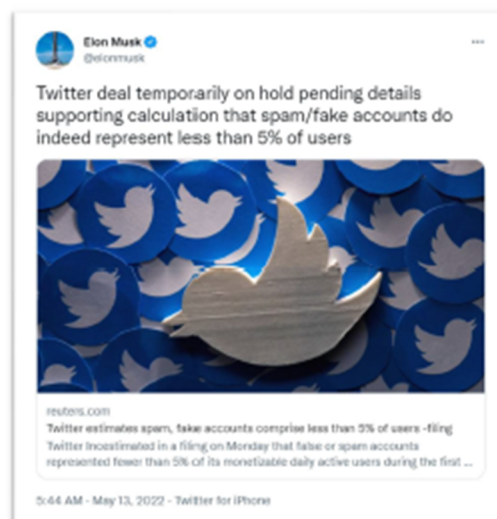 Elon Musk
@elonmusk
Twitter deal temporarily on hold pending details
supporting calculation that spam/fake accounts do
indeed represent less than 5% of users
reuters.com
Twitter estimates spam, fake accounts comprise less than 5% of users -filing
Twitter Incestimated in a filing on Monday that false or spam accounts
represented fewer than 5% of its monetizable daily active users during the first ...
5:44 AM - May 13, 2022 - Twitter for iPhone